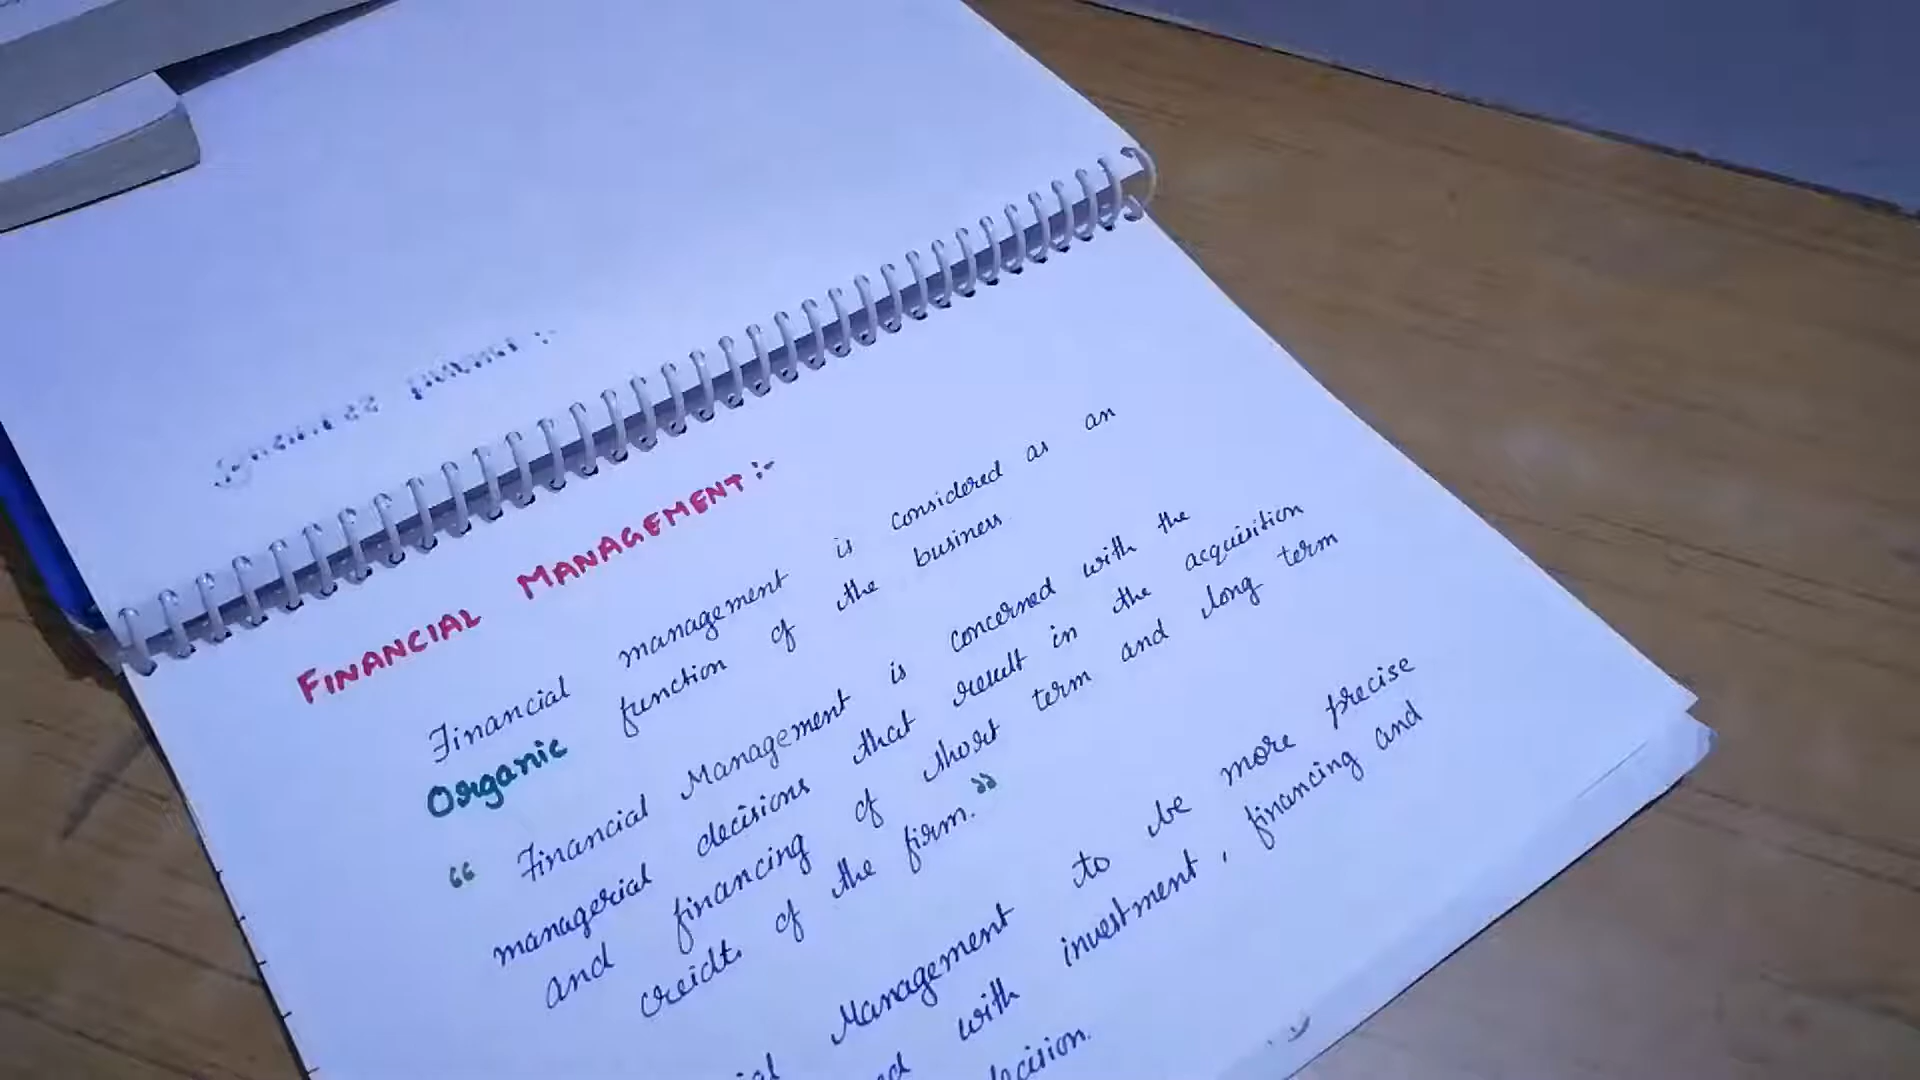 FINANCIAL MANAGEMENT :-
Financial management is considered as an
Organic function of the business
“ Financial Management is concerned with the
managerial decisions that result in the acquisition
and financing of short term and long term
creidts of the firm.”
Management to be more precise
with investment, financing and
decision.